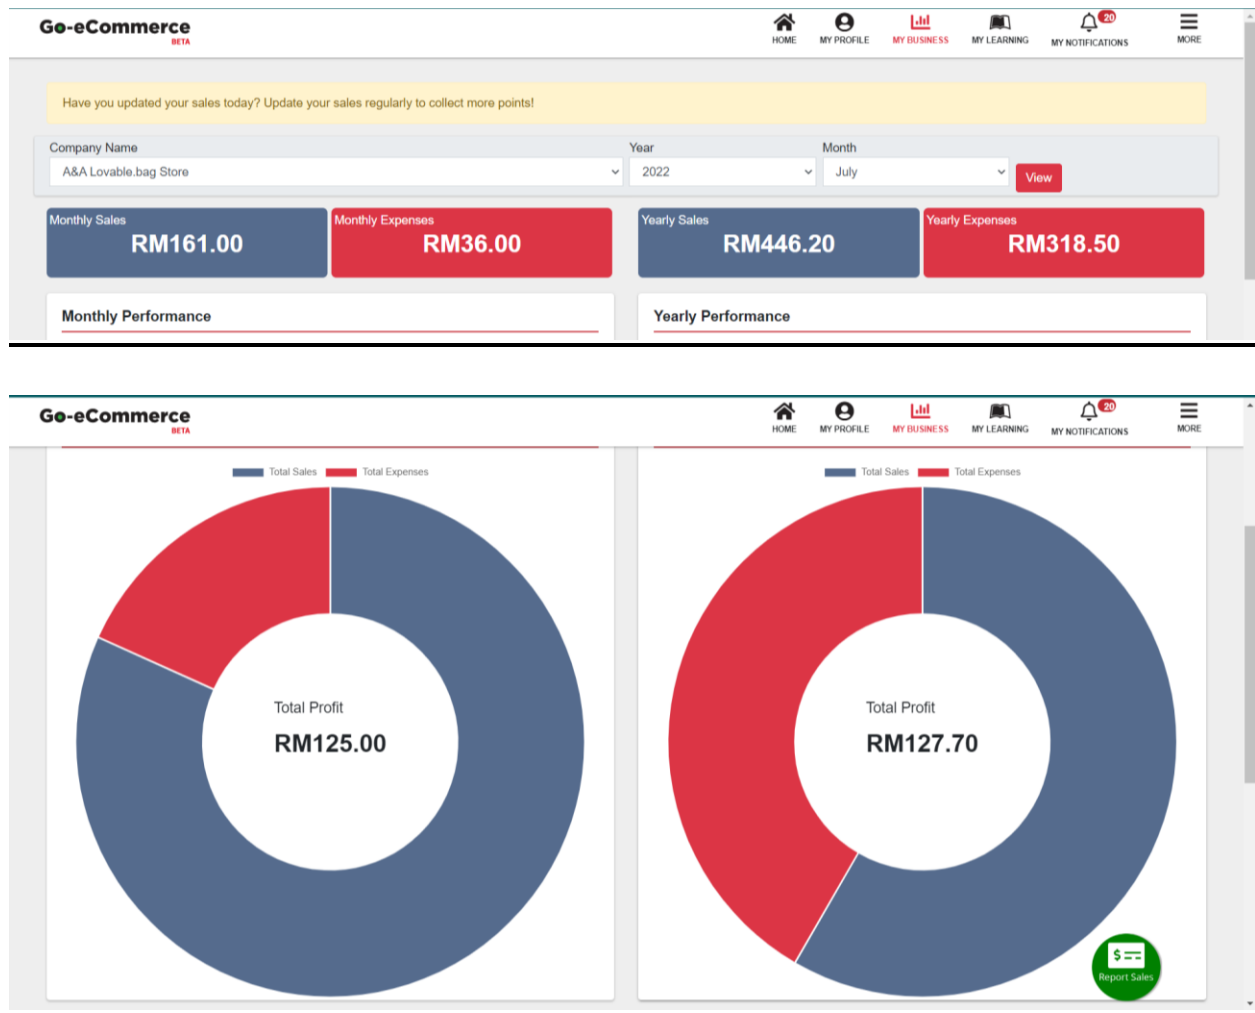 Go-eCommerce
BETA
HOME
MY PROFILE
MY BUSINESS
MY LEARNING
20
MY NOTIFICATIONS
MORE
Have you updated your sales today? Update your sales regularly to collect more points!
Company Name
Year
Month
A&A Lovable.bag Store
2022
July
View
Monthly Sales
RM161.00
Monthly Expenses
RM36.00
Yearly Sales
RM446.20
Yearly Expenses
RM318.50
Monthly Performance
Yearly Performance
Go-eCommerce
BETA
HOME
MY PROFILE
MY BUSINESS
MY LEARNING
20
MY NOTIFICATIONS
MORE
Total Sales
Total Expenses
Total Profit
RM125.00
Total Sales
Total Expenses
Total Profit
RM127.70
$
Report Sales